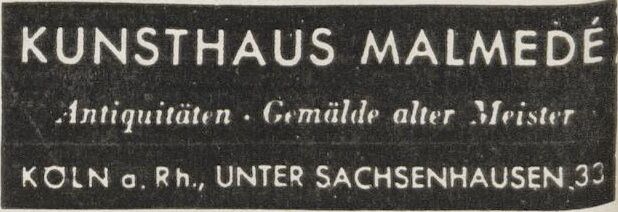 KUNSTHAUS MALMEDÉ
Antiquitäten · Gemälde alter Meister
KÖLN a. Rh., UNTER SACHSENHAUSEN 33